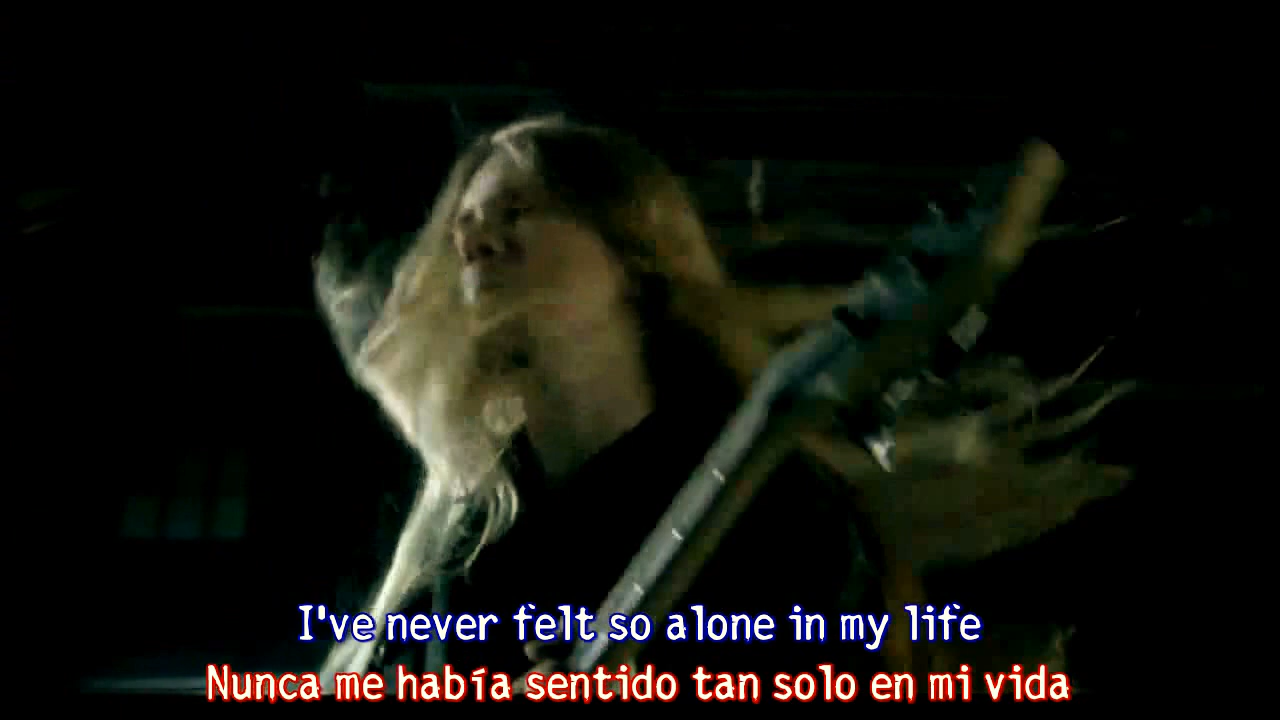 I've never felt so alone in my life
Nunca me había sentido tan solo en mi vida